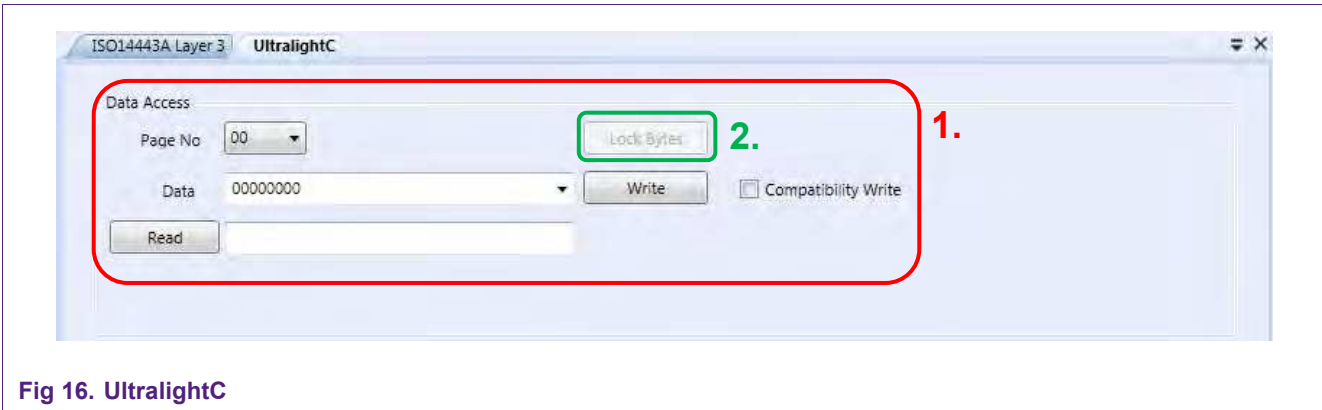 ISO14443A Layer 3 UltralightC
Data Access
1.
Page No 00 Lock Bytes 2.
Data 00000000 Write Compatibility Write
Read
Fig 16. UltralightC